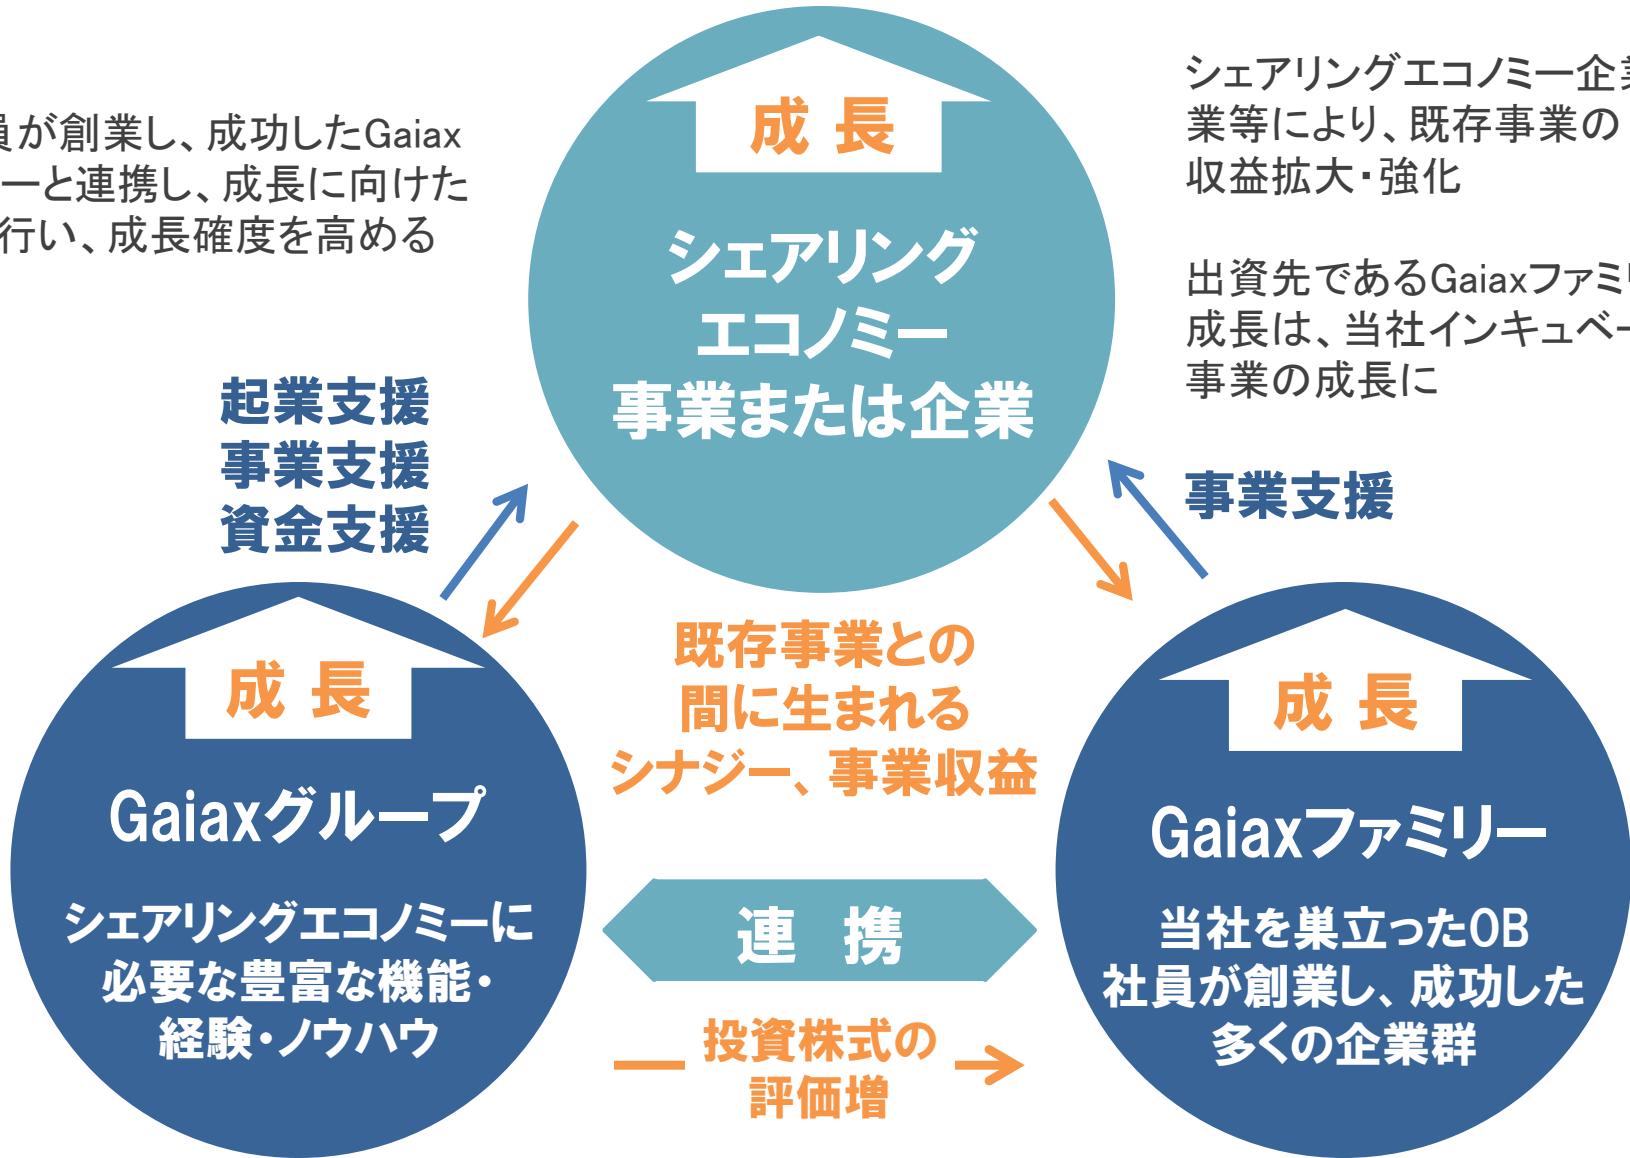 員が創業し、成功したGaiax
ーと連携し、成長に向けた
行い、成長確度を高める
成 長
シェアリング
エコノミー
事業または企業
シェアリングエコノミー企業
業等により、既存事業の
収益拡大・強化
出資先であるGaiaxファミリ
成長は、当社インキュベー
事業の成長に
起業支援
事業支援
資金支援
事業支援
既存事業との
間に生まれる
シナジー、事業収益
成 長
Gaiaxグループ
シェアリングエコノミーに
必要な豊富な機能・
経験・ノウハウ
連 携
投資株式の
評価増
成 長
Gaiaxファミリー
当社を巣立ったOB
社員が創業し、成功した
多くの企業群